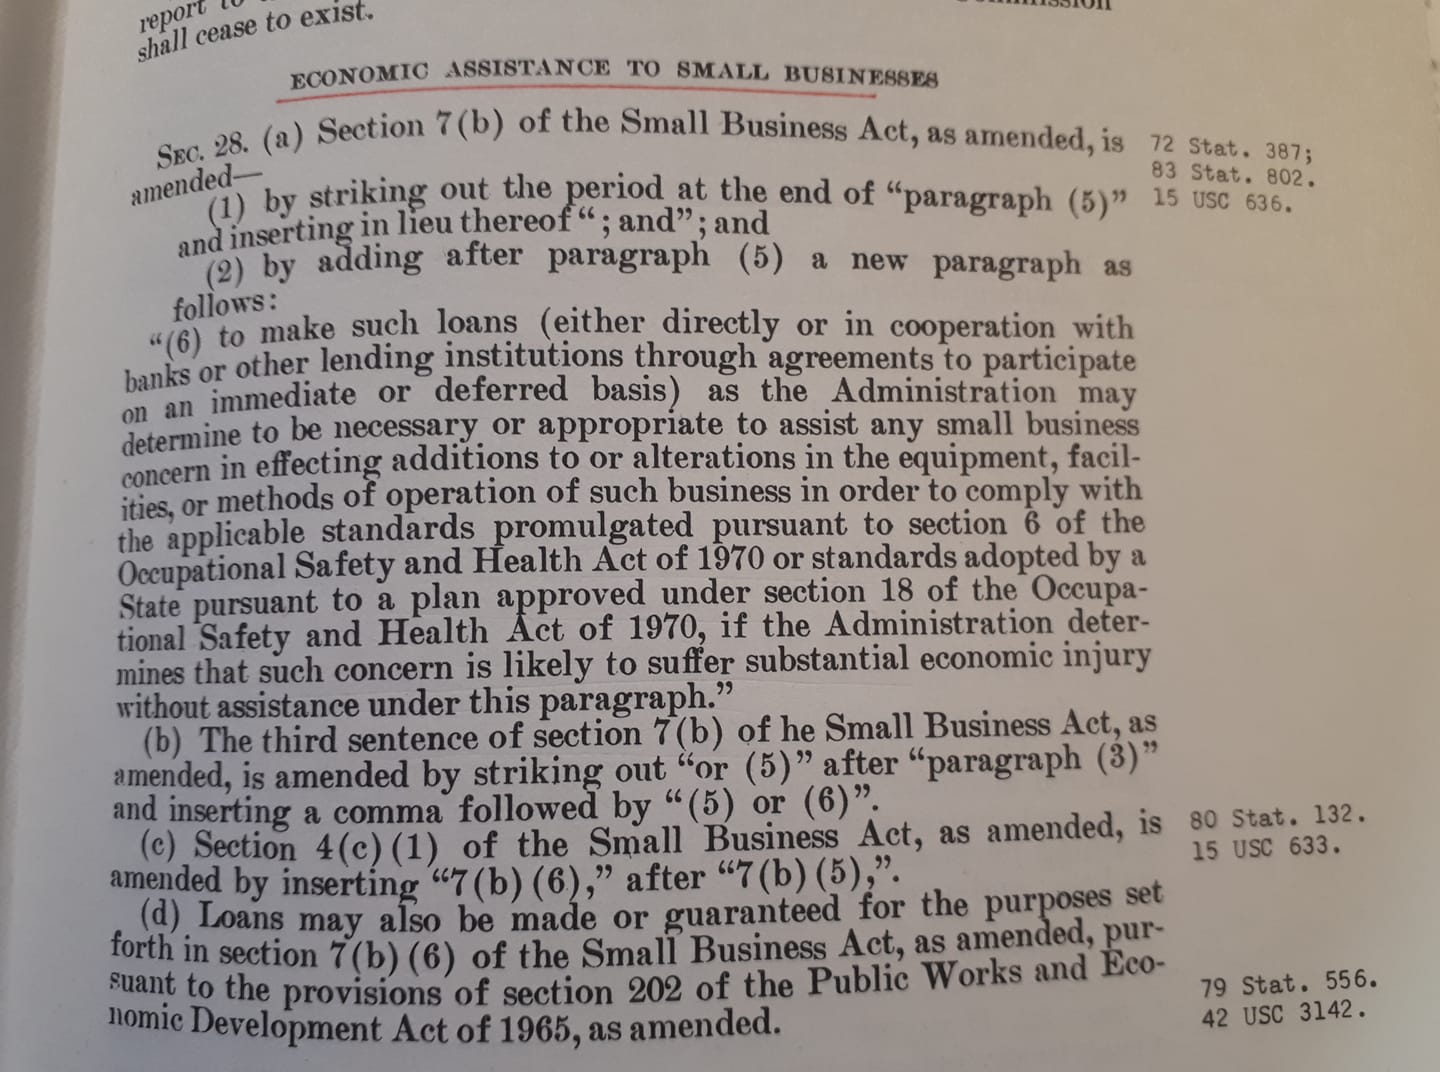 report to
shall cease to exist.
ECONOMIC ASSISTANCE TO SMALL BUSINESSES
SEC. 28. (a) Section 7(b) of the Small Business Act, as amended, is
amended—
(1) by striking out the period at the end of “paragraph (5)”
and inserting in lieu thereof “; and”; and
(2) by adding after paragraph (5) a new paragraph as
follows:
“(6) to make such loans (either directly or in cooperation with
banks or other lending institutions through agreements to participate
on an immediate or deferred basis) as the Administration may
determine to be necessary or appropriate to assist any small business
concern in effecting additions to or alterations in the equipment, facil-
ities, or methods of operation of such business in order to comply with
the applicable standards promulgated pursuant to section 6 of the
Occupational Safety and Health Act of 1970 or standards adopted by a
State pursuant to a plan approved under section 18 of the Occupa-
tional Safety and Health Act of 1970, if the Administration deter-
mines that such concern is likely to suffer substantial economic injury
without assistance under this paragraph.”
(b) The third sentence of section 7(b) of he Small Business Act, as
amended, is amended by striking out “or (5)” after “paragraph (3)”
and inserting a comma followed by “(5) or (6)”.
(c) Section 4(c)(1) of the Small Business Act, as amended, is
amended by inserting “7(b)(6),” after “7(b)(5),”.
(d) Loans may also be made or guaranteed for the purposes set
forth in section 7(b)(6) of the Small Business Act, as amended, pur-
suant to the provisions of section 202 of the Public Works and Eco-
nomic Development Act of 1965, as amended.
72 Stat. 387;
83 Stat. 802.
15 USC 636.
80 Stat. 132.
15 USC 633.
79 Stat. 556.
42 USC 3142.